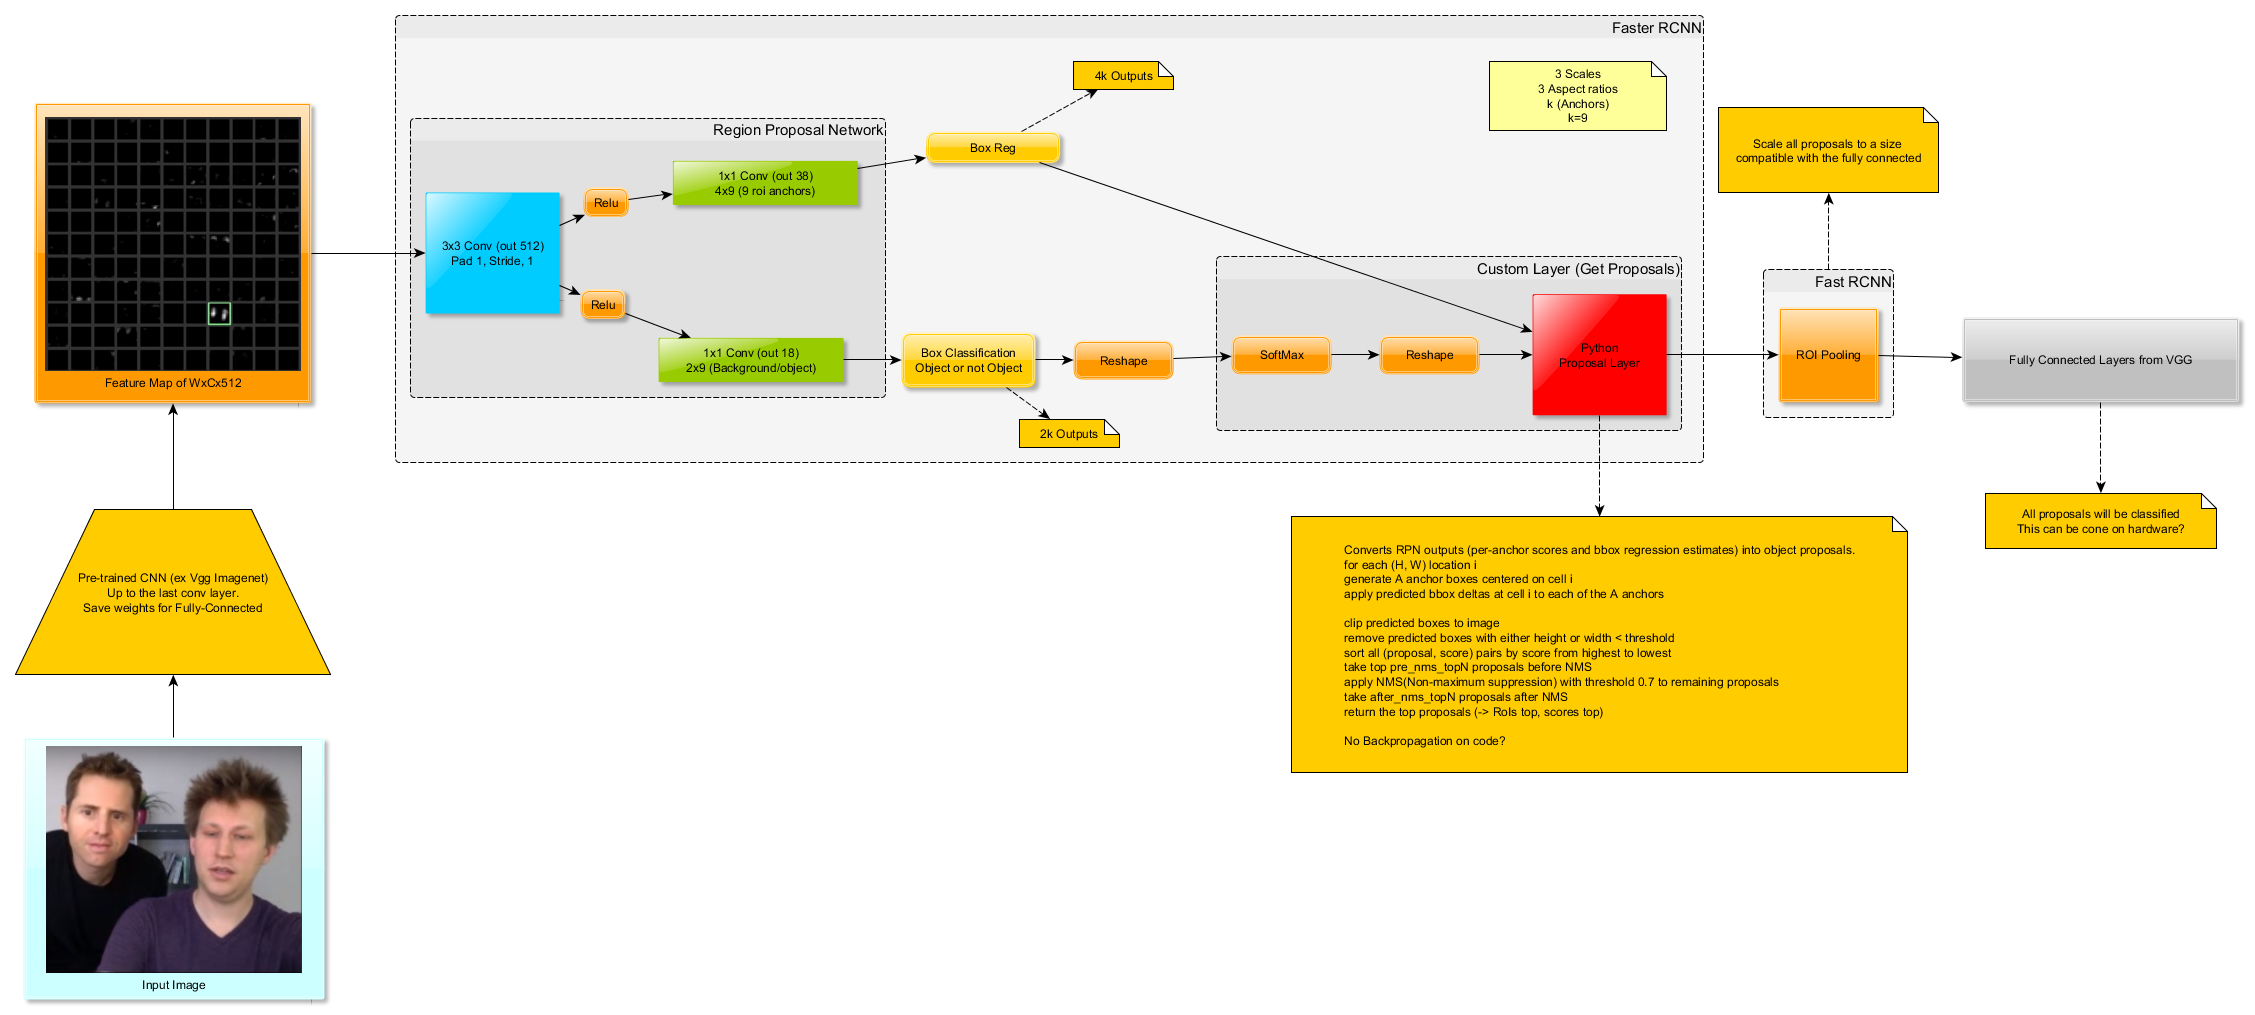 Faster RCNN
4k Outputs
3 Scales
3 Aspect ratios
k (Anchors)
k=9
Region Proposal Network
Box Reg
Scale all proposals to a size
compatible with the fully connected
1x1 Conv (out 38)
4x9 (9 roi anchors)
Relu
3x3 Conv (out 512)
Pad 1, Stride, 1
Relu
1x1 Conv (out 18)
2x9 (Background/object)
Box Classification
Object or not Object
Reshape
2k Outputs
Custom Layer (Get Proposals)
SoftMax
Reshape
Python
Proposal Layer
Fast RCNN
ROI Pooling
Fully Connected Layers from VGG
Feature Map of WxCx512
All proposals will be classified
This can be cone on hardware?
Pre-trained CNN (ex Vgg Imagenet)
Up to the last conv layer.
Save weights for Fully-Connected
Converts RPN outputs (per-anchor scores and bbox regression estimates) into object proposals.
for each (H, W) location i
generate A anchor boxes centered on cell i
apply predicted bbox deltas at cell i to each of the A anchors
clip predicted boxes to image
remove predicted boxes with either height or width < threshold
sort all (proposal, score) pairs by score from highest to lowest
take top pre_nms_topN proposals before NMS
apply NMS(Non-maximum suppression) with threshold 0.7 to remaining proposals
take after_nms_topN proposals after NMS
return the top proposals (-> RoIs top, scores top)
No Backpropagation on code?
Input Image